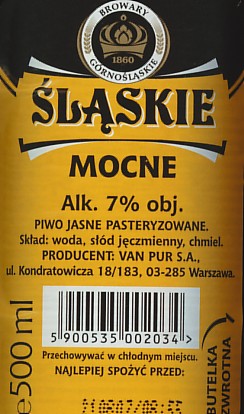 BROWARY
1860
GÓRNOŚLĄSKIE
ŚLĄSKIE
MOCNE
Alk. 7% obj.
PIWO JASNE PASTERYZOWANE.
Skład: woda, słód jęczmienny, chmiel.
PRODUCENT: VAN PUR S.A.,
ul. Kondratowicza 18/183, 03-285 Warszawa.
5 900535 002034 >
Przechowywać w chłodnym miejscu.
NAJLEPIEJ SPOŻYĆ PRZED:
e500 ml
BUTELKA
ZWROTNA